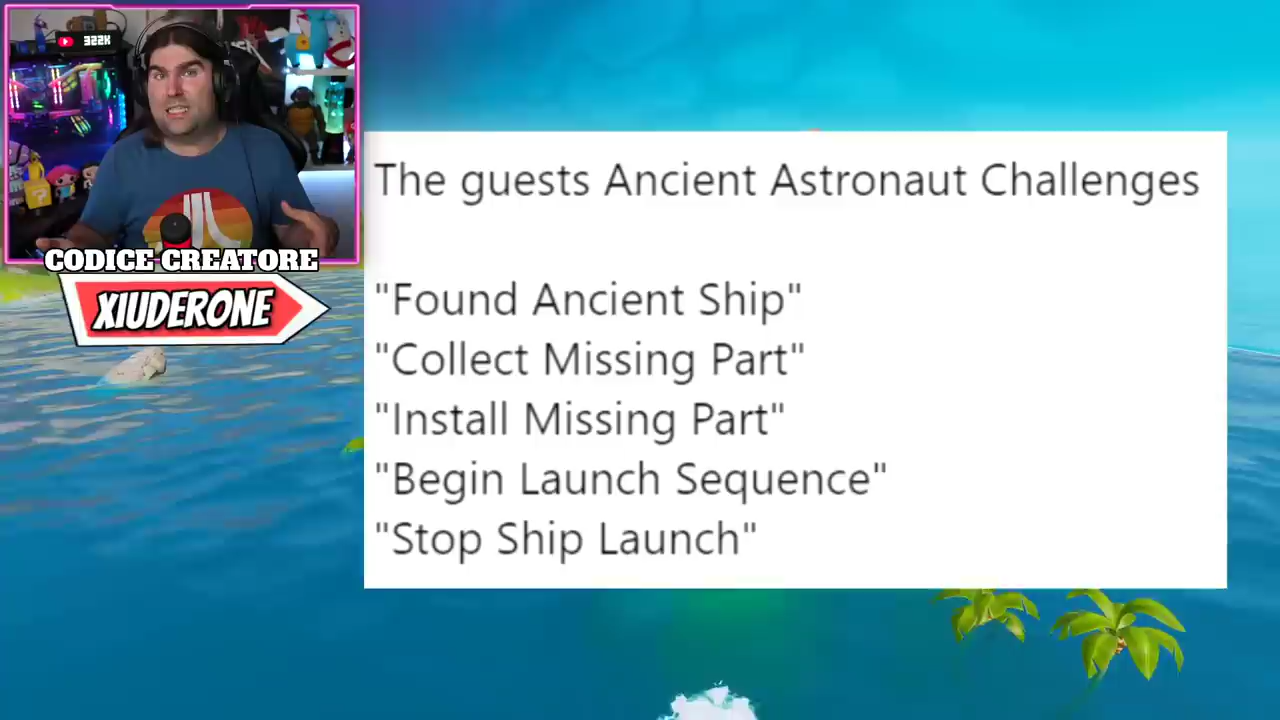 322K
CODICE CREATORE
XIUDERONE
The guests Ancient Astronaut Challenges
"Found Ancient Ship"
"Collect Missing Part"
"Install Missing Part"
"Begin Launch Sequence"
"Stop Ship Launch"